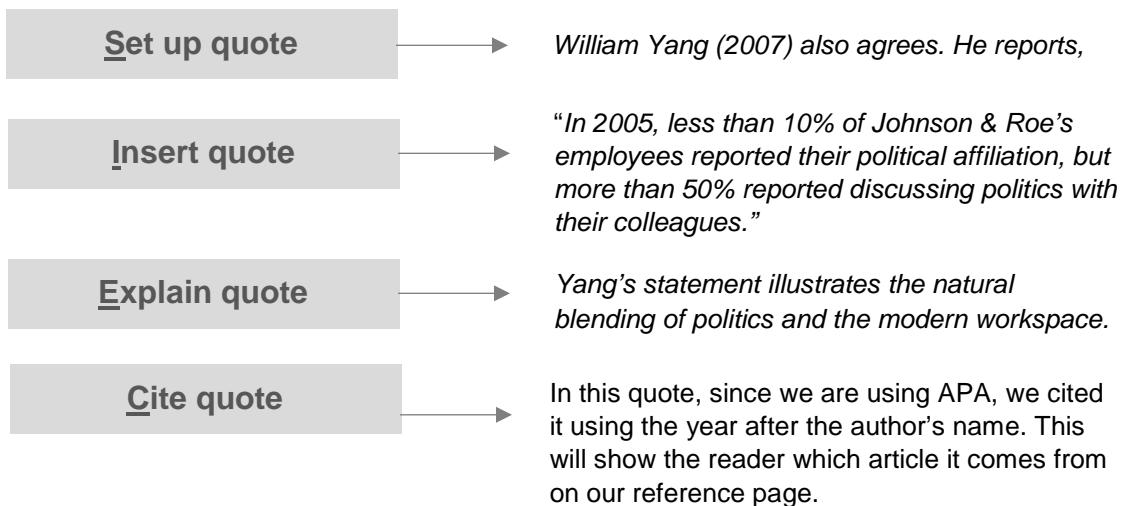 Set up quote
William Yang (2007) also agrees. He reports,
Insert quote
“In 2005, less than 10% of Johnson & Roe’s
employees reported their political affiliation, but
more than 50% reported discussing politics with
their colleagues.”
Explain quote
Yang’s statement illustrates the natural
blending of politics and the modern workspace.
Cite quote
In this quote, since we are using APA, we cited
it using the year after the author’s name. This
will show the reader which article it comes from
on our reference page.